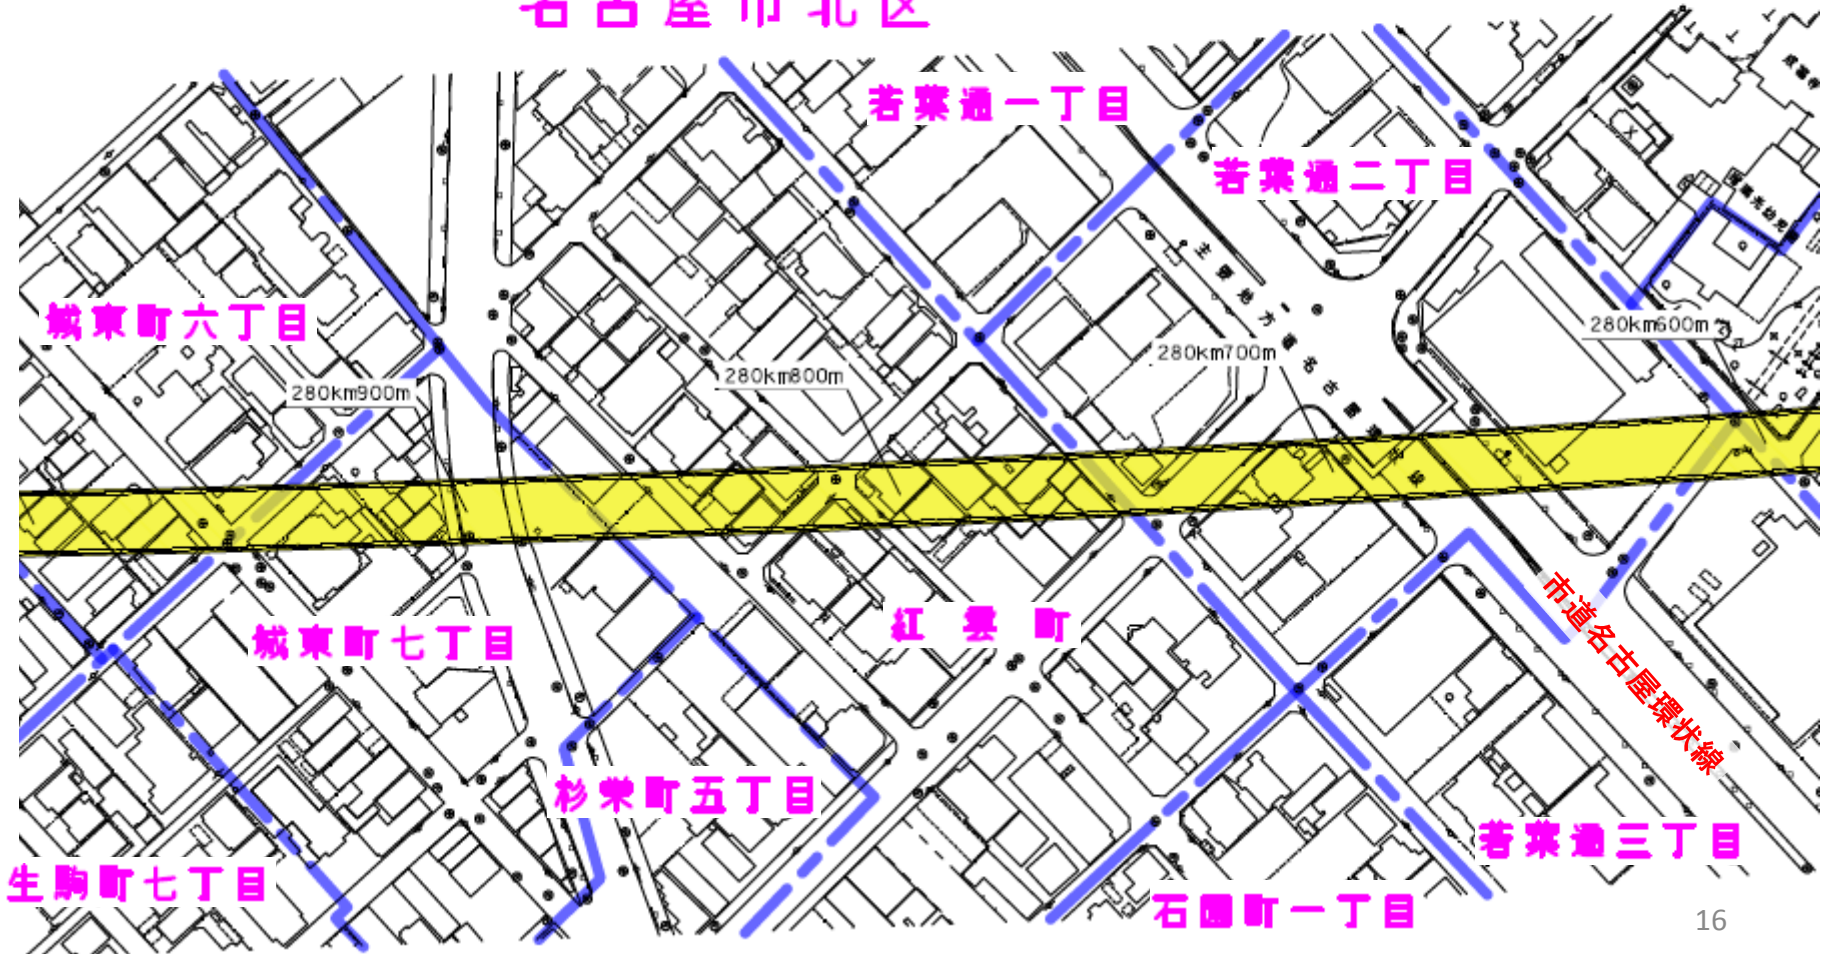 名古屋市北区
若葉通一丁目
若葉通二丁目
城東町六丁目
280km600m
280km700m
280km800m
280km900m
主要地方道名古屋環状線
紅雲町
城東町七丁目
市道名古屋環状線
杉栄町五丁目
若葉通三丁目
生駒町七丁目
石園町一丁目
16